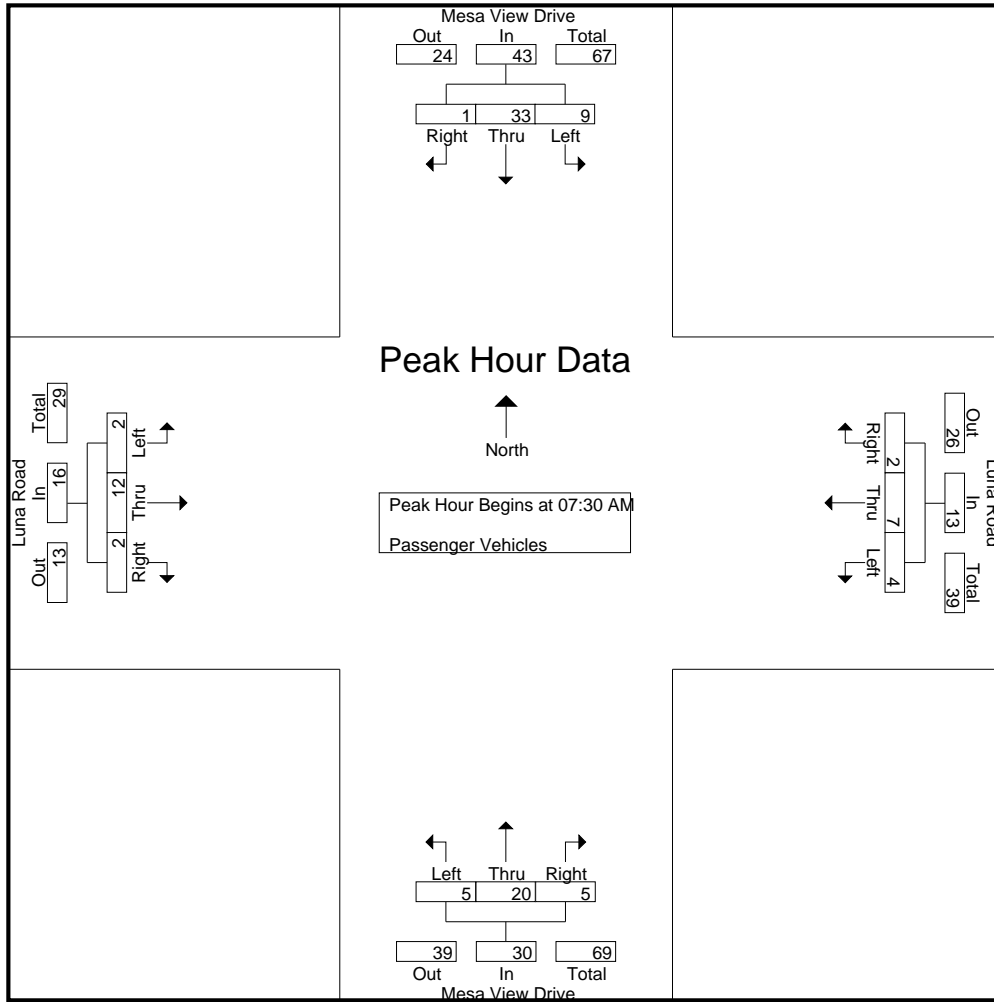 Mesa View Drive
Out In Total
24 43 67
1 33 9
Right Thru Left
Peak Hour Data
North
Peak Hour Begins at 07:30 AM
Passenger Vehicles
Luna Road
Total In Out
29 16 13
2 12 2
Left Thru Right
Right Thru Left
2 7 4
26 13 39
Out In Total
Luna Road
Left Thru Right
5 20 5
39 30 69
Out In Total
Mesa View Drive